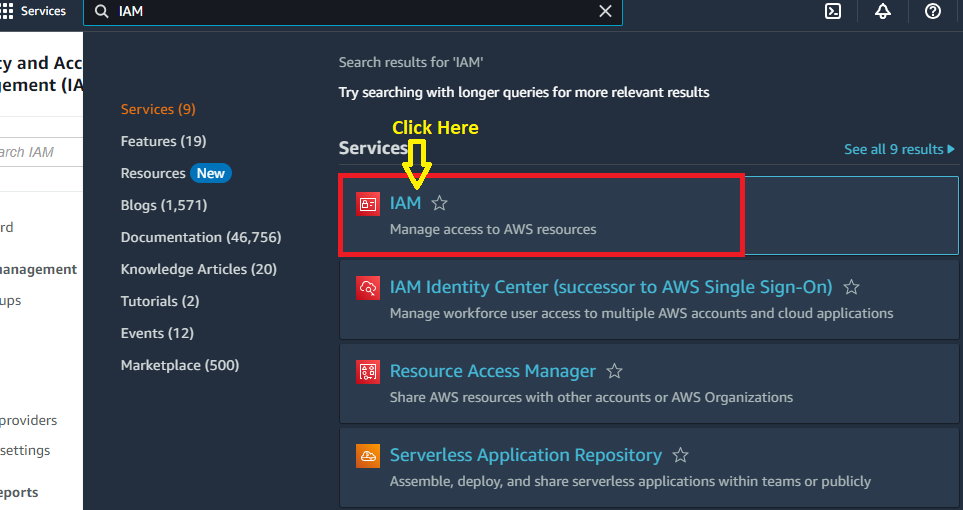 Services
IAM
ty and Acc
gement (IA
arch IAM
rd
management
ups
providers
settings
eports
Services (9)
Features (19)
Resources New
Blogs (1,571)
Documentation (46,756)
Knowledge Articles (20)
Tutorials (2)
Events (12)
Marketplace (500)
Search results for 'IAM'
Try searching with longer queries for more relevant results
Click Here
Services
See all 9 results
IAM
Manage access to AWS resources
IAM Identity Center (successor to AWS Single Sign-On)
Manage workforce user access to multiple AWS accounts and cloud applications
Resource Access Manager
Share AWS resources with other accounts or AWS Organizations
Serverless Application Repository
Assemble, deploy, and share serverless applications within teams or publicly